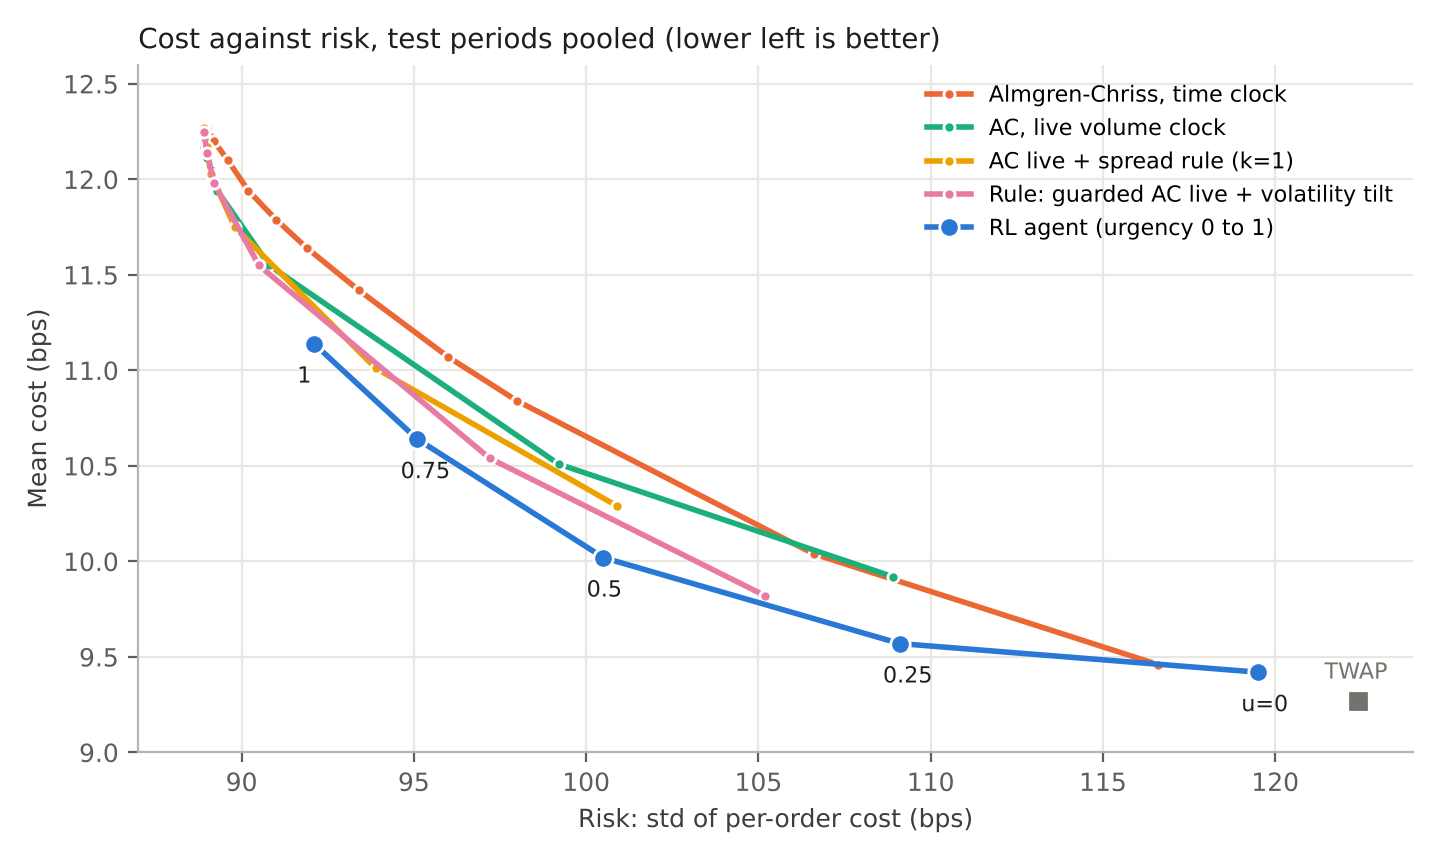 Cost against risk, test periods pooled (lower left is better)
Almgren-Chriss, time clock
AC, live volume clock
AC live + spread rule (k=1)
Rule: guarded AC live + volatility tilt
RL agent (urgency 0 to 1)
Mean cost (bps)
12.5
12.0
11.5
11.0
10.5
10.0
9.5
9.0
1
0.75
0.5
0.25
u=0
TWAP
90
95
100
105
110
115
120
Risk: std of per-order cost (bps)